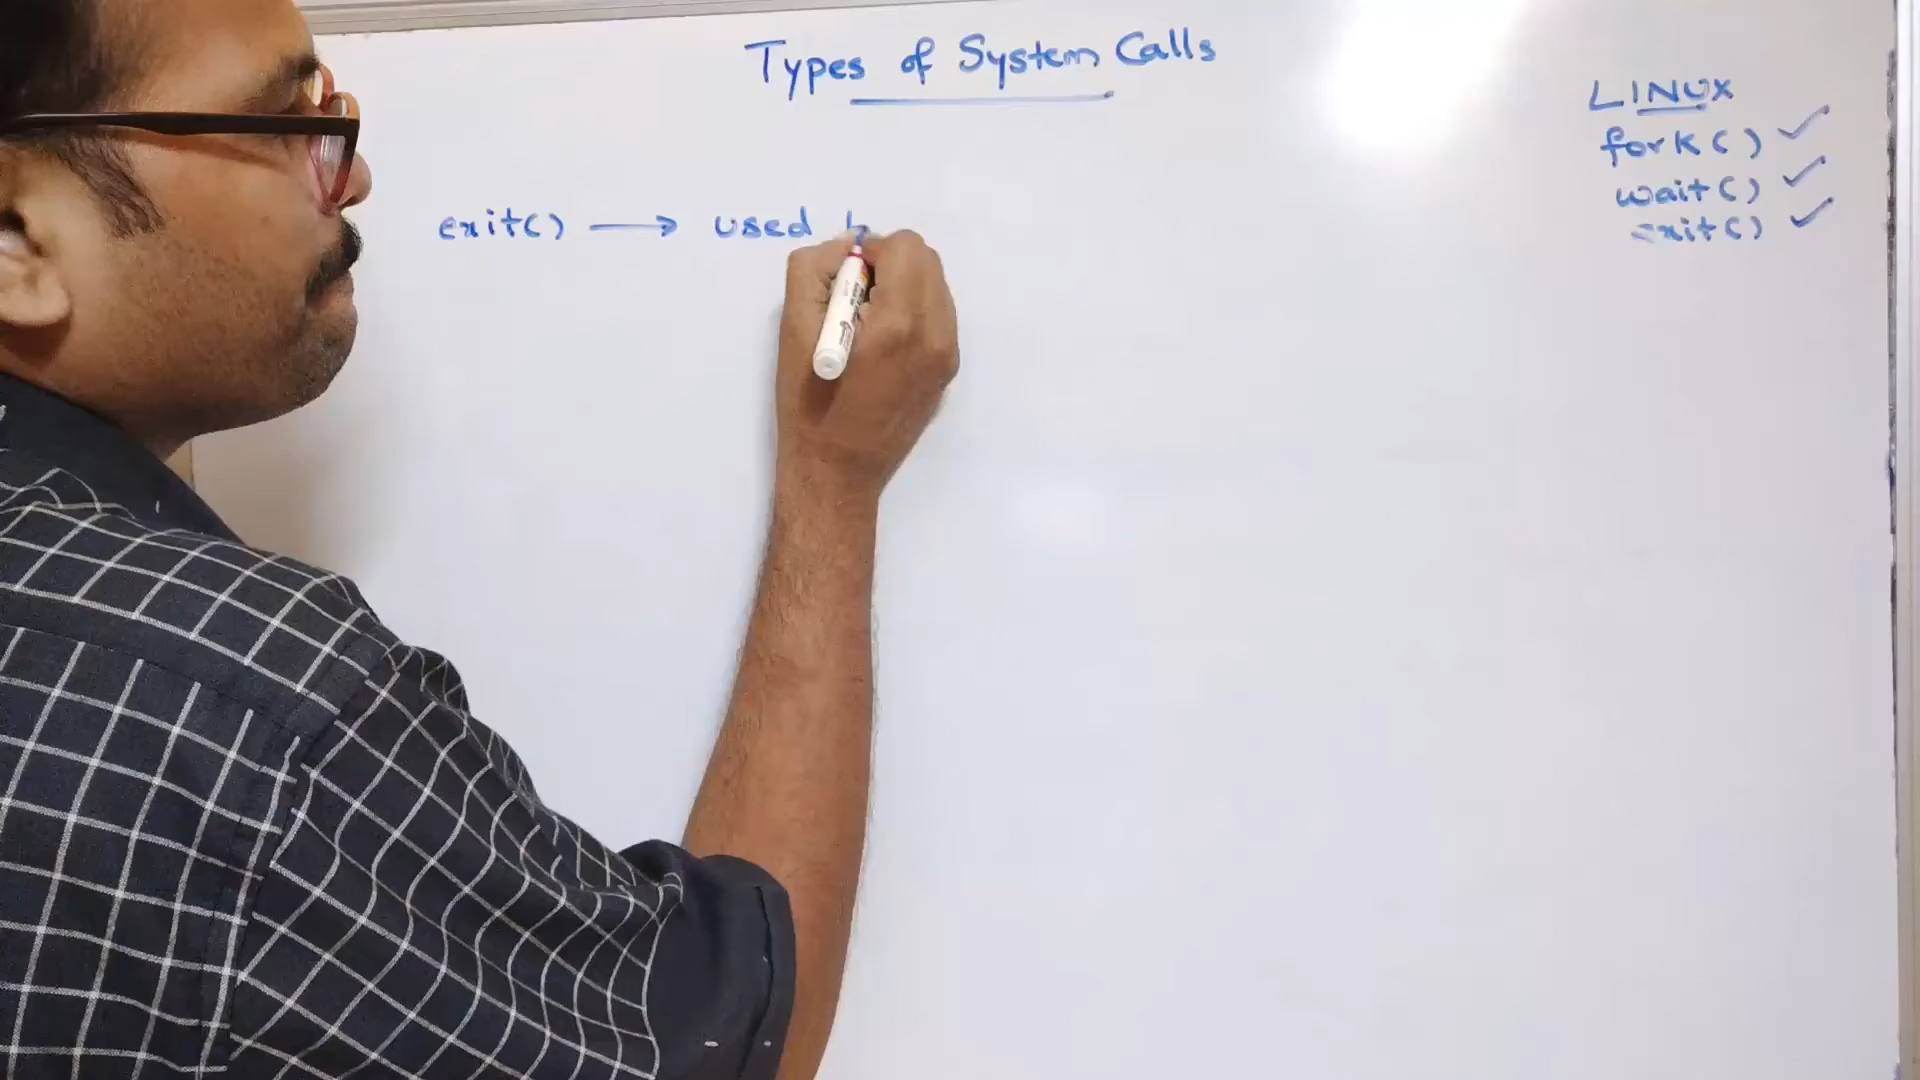 Types of System Calls
LINUX
fork()
wait()
exit()
exit() → used